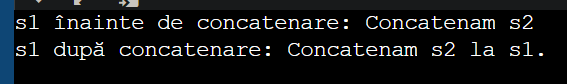 s1 înainte de concatenare: Concatenam s2
s1 după concatenare: Concatenam s2 la s1.